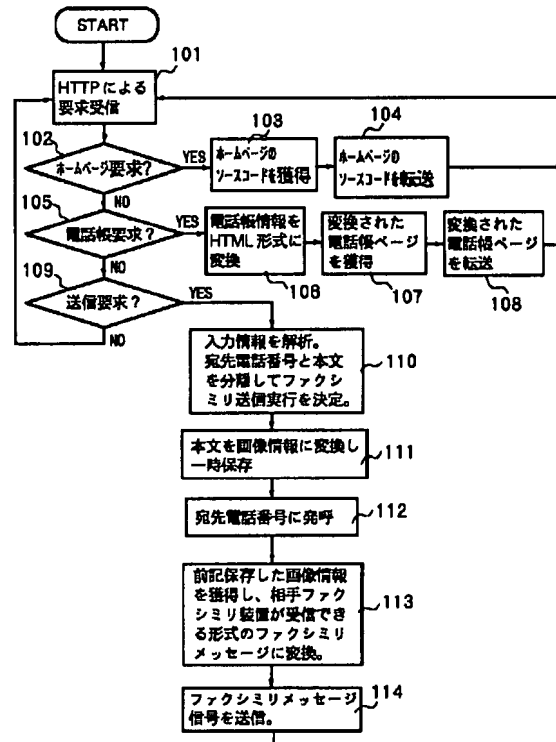 START
101
HTTPによる
要求受信
102
ホームページ要求?
YES
NO
103
ホームページの
ソースコードを獲得
104
ホームページの
ソースコードを転送
105
電話帳要求?
YES
NO
電話帳情報を
HTML形式に
変換
106
変換された
電話帳ページ
を獲得
107
変換された
電話帳ページ
を転送
108
109
送信要求?
YES
NO
入力情報を解析。
宛先電話番号と本文
を分離してファクシ
ミリ送信実行を決定。
110
本文を画像情報に変換し
一時保存
111
宛先電話番号に発呼
112
前記保存した画像情報
を獲得し、相手ファク
シミリ装置が受信でき
る形式のファクシミリ
メッセージに変換。
113
ファクシミリメッセージ
信号を送信。
114